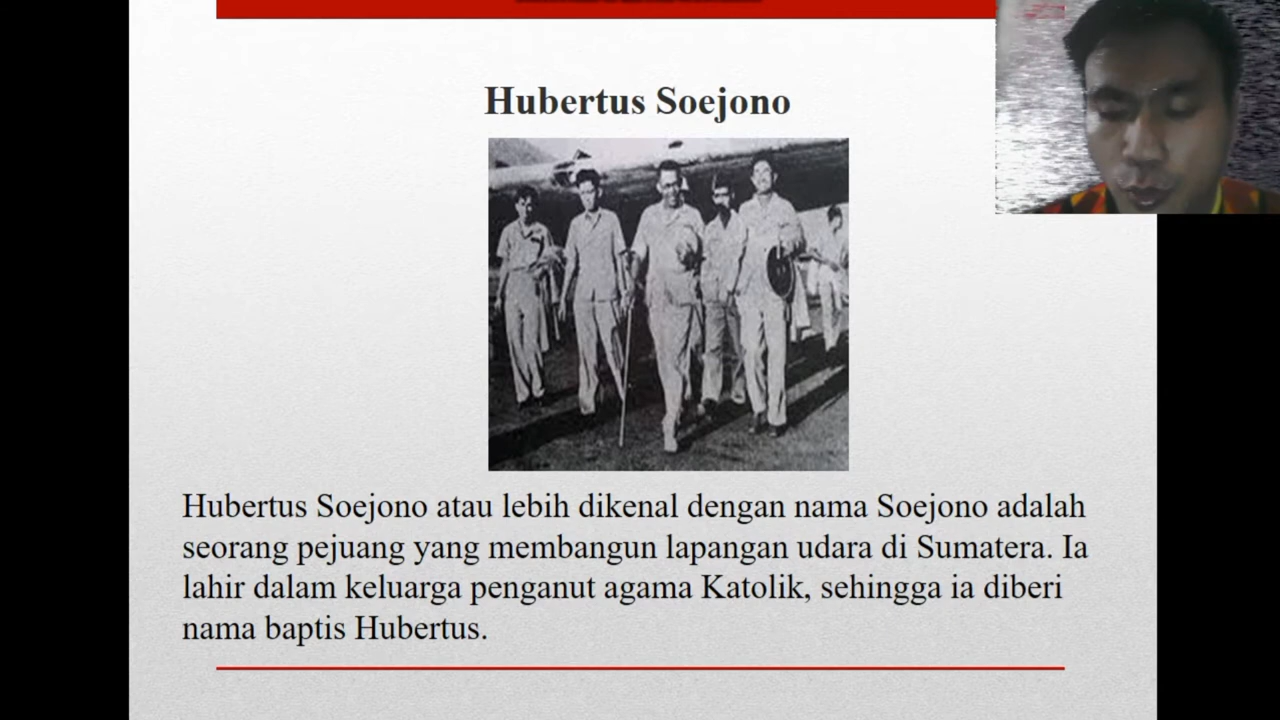 Hubertus Soejono
Hubertus Soejono atau lebih dikenal dengan nama Soejono adalah
seorang pejuang yang membangun lapangan udara di Sumatera. Ia
lahir dalam keluarga penganut agama Katolik, sehingga ia diberi
nama baptis Hubertus.